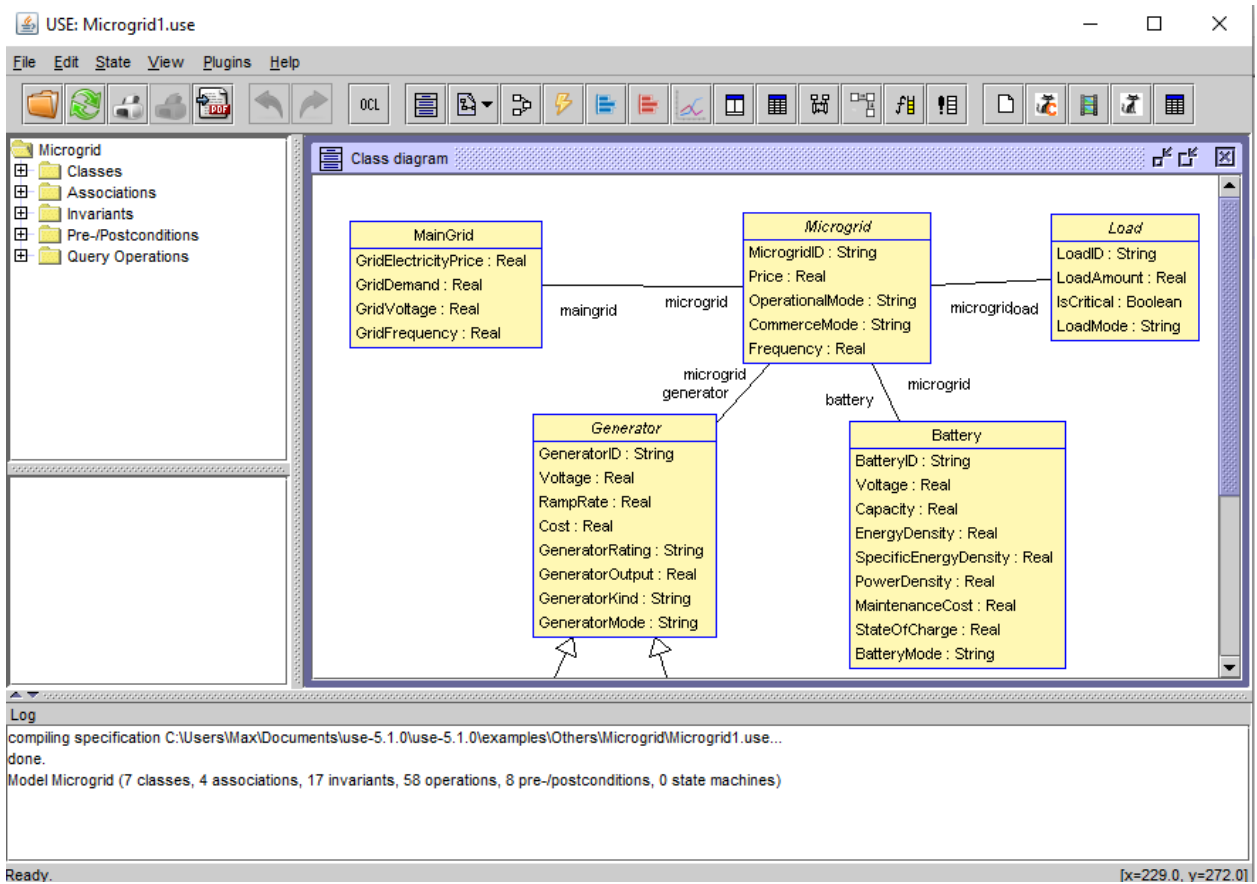 USE: Microgrid1.use
File Edit State View Plugins Help
OCL
Microgrid
Classes
Associations
Invariants
Pre-/Postconditions
Query Operations
Class diagram
MainGrid
GridElectricityPrice : Real
GridDemand : Real
GridVoltage : Real
GridFrequency : Real
maingrid microgrid
Microgrid
MicrogridID : String
Price : Real
OperationalMode : String
CommerceMode : String
Frequency : Real
microgridload
Load
LoadID : String
LoadAmount : Real
IsCritical : Boolean
LoadMode : String
microgrid
generator
microgrid
battery
Generator
GeneratorID : String
Voltage : Real
RampRate : Real
Cost : Real
GeneratorRating : String
GeneratorOutput : Real
GeneratorKind : String
GeneratorMode : String
Battery
BatteryID : String
Voltage : Real
Capacity : Real
EnergyDensity : Real
SpecificEnergyDensity : Real
PowerDensity : Real
MaintenanceCost : Real
StateOfCharge : Real
BatteryMode : String
Log
compiling specification C:\Users\Max\Documents\use-5.1.0\use-5.1.0\examples\Others\Microgrid\Microgrid1.use...
done.
Model Microgrid (7 classes, 4 associations, 17 invariants, 58 operations, 8 pre-/postconditions, 0 state machines)
Ready. [x=229.0, y=272.0]